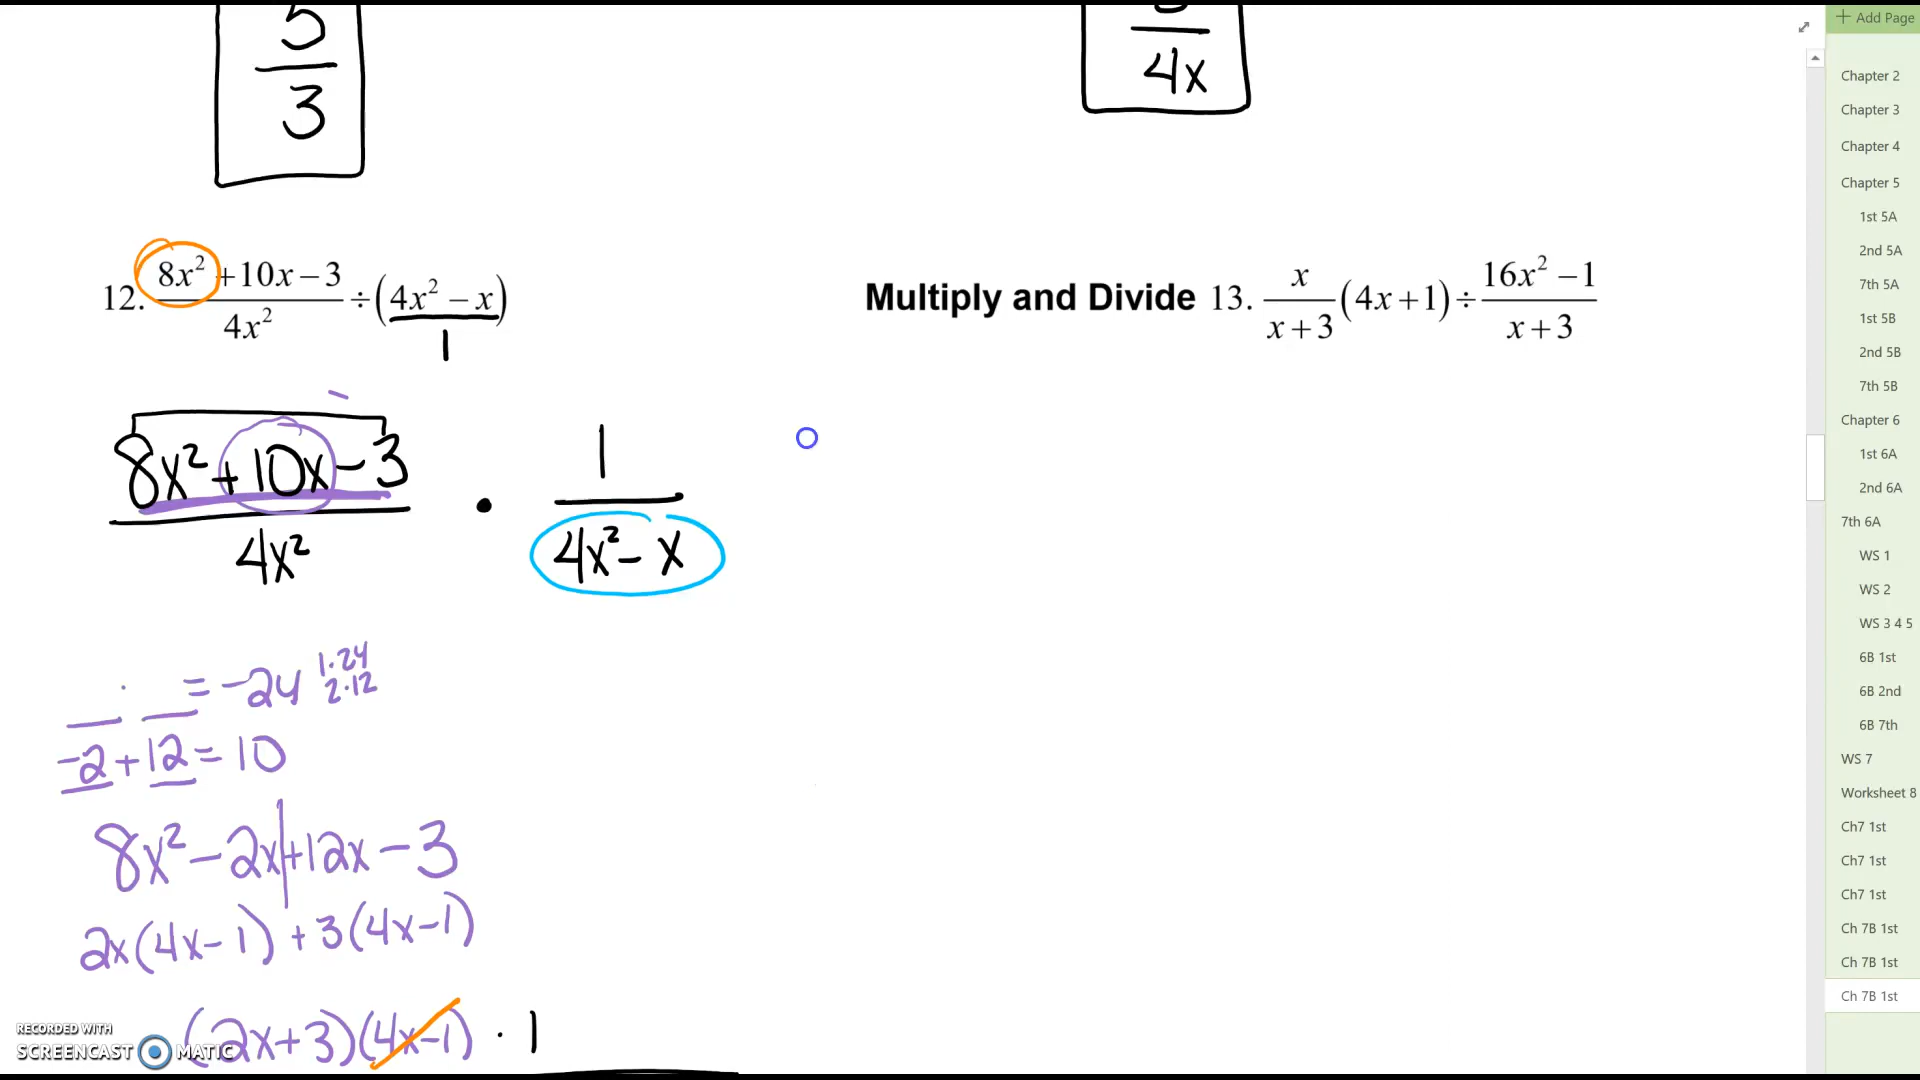 5
3
4x
12. 8x² + 10x − 3 / 4x² ÷ (4x² − x)
1
8x² + 10x − 3 / 4x² · 1 / 4x² − x
· = −24 1·24
2·12
−2 + 12 = 10
8x² − 2x + 12x − 3
2x(4x − 1) + 3(4x − 1)
(2x + 3)(4x − 1) · 1
Multiply and Divide 13. x / x + 3 (4x + 1) ÷ 16x² − 1 / x + 3
RECORDED WITH
SCREENCAST MATIC
Add Page
Chapter 2
Chapter 3
Chapter 4
Chapter 5
1st 5A
2nd 5A
7th 5A
1st 5B
2nd 5B
7th 5B
Chapter 6
1st 6A
2nd 6A
7th 6A
WS 1
WS 2
WS 3 4 5
6B 1st
6B 2nd
6B 7th
WS 7
Worksheet 8
Ch7 1st
Ch7 1st
Ch7 1st
Ch 7B 1st
Ch 7B 1st
Ch 7B 1st